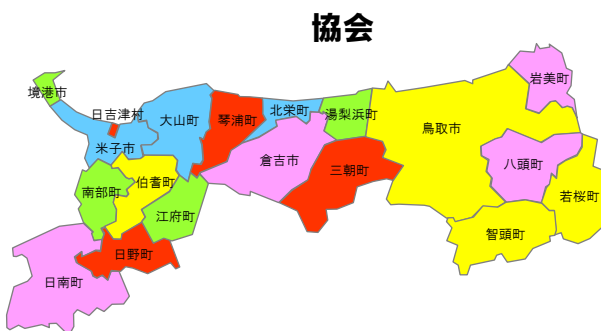 協会
岩美町
境港市
日吉津村
大山町
琴浦町
北栄町
湯梨浜町
鳥取市
米子市
倉吉市
三朝町
八頭町
南部町
伯耆町
若桜町
江府町
智頭町
日野町
日南町